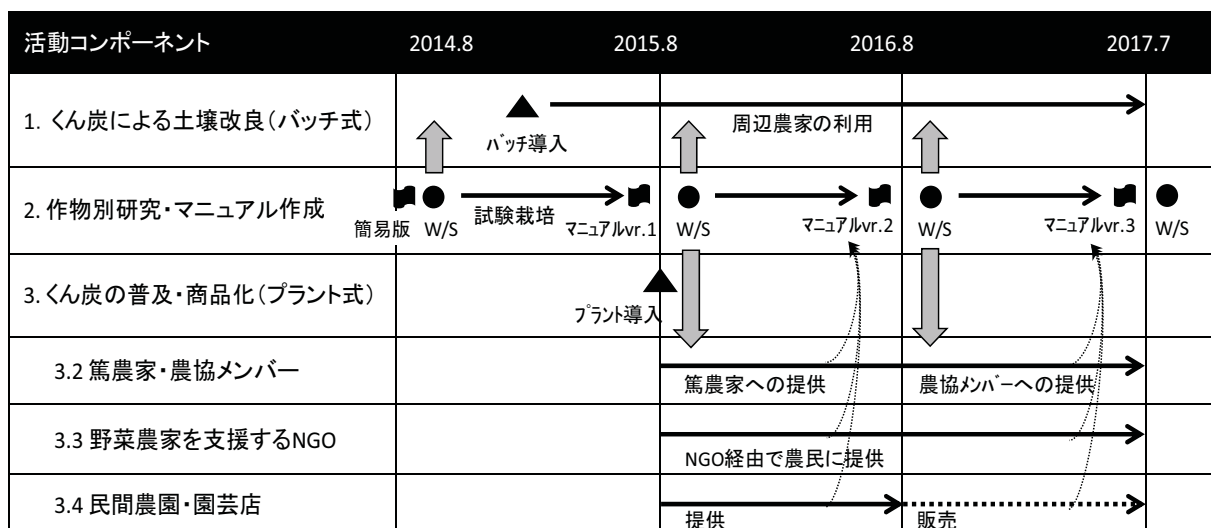 活動コンポーネント 2014.8 2015.8 2016.8 2017.7
1. くん炭による土壌改良(バッチ式)
バッチ導入
周辺農家の利用
2. 作物別研究・マニュアル作成
簡易版 W/S 試験栽培 マニュアルvr.1 W/S マニュアルvr.2 W/S マニュアルvr.3 W/S
3. くん炭の普及・商品化(プラント式)
プラント導入
3.2 篤農家・農協メンバー
篤農家への提供 農協メンバーへの提供
3.3 野菜農家を支援するNGO
NGO経由で農民に提供
3.4 民間農園・園芸店
提供 販売